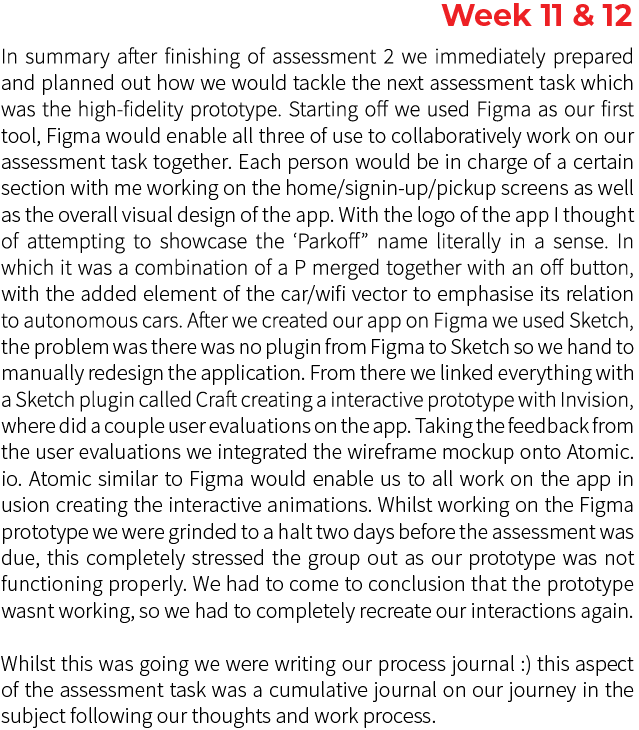 Week 11 & 12
In summary after finishing of assessment 2 we immediately prepared
and planned out how we would tackle the next assessment task which
was the high-fidelity prototype. Starting off we used Figma as our first
tool, Figma would enable all three of use to collaboratively work on our
assessment task together. Each person would be in charge of a certain
section with me working on the home/signin-up/pickup screens as well
as the overall visual design of the app. With the logo of the app I thought
of attempting to showcase the ‘Parkoff” name literally in a sense. In
which it was a combination of a P merged together with an off button,
with the added element of the car/wifi vector to emphasise its relation
to autonomous cars. After we created our app on Figma we used Sketch,
the problem was there was no plugin from Figma to Sketch so we hand to
manually redesign the application. From there we linked everything with
a Sketch plugin called Craft creating a interactive prototype with Invision,
where did a couple user evaluations on the app. Taking the feedback from
the user evaluations we integrated the wireframe mockup onto Atomic.
io. Atomic similar to Figma would enable us to all work on the app in
usion creating the interactive animations. Whilst working on the Figma
prototype we were grinded to a halt two days before the assessment was
due, this completely stressed the group out as our prototype was not
functioning properly. We had to come to conclusion that the prototype
wasnt working, so we had to completely recreate our interactions again.
Whilst this was going we were writing our process journal :) this aspect
of the assessment task was a cumulative journal on our journey in the
subject following our thoughts and work process.